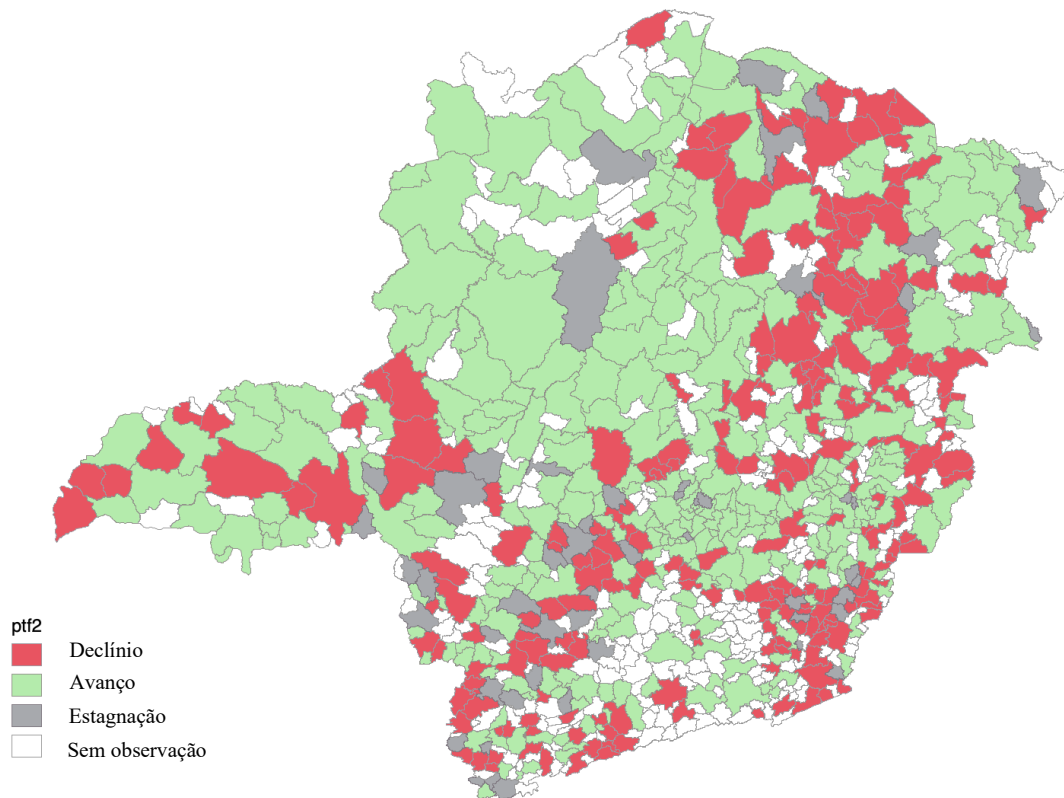 ptf2
Declínio
Avanço
Estagnação
Sem observação